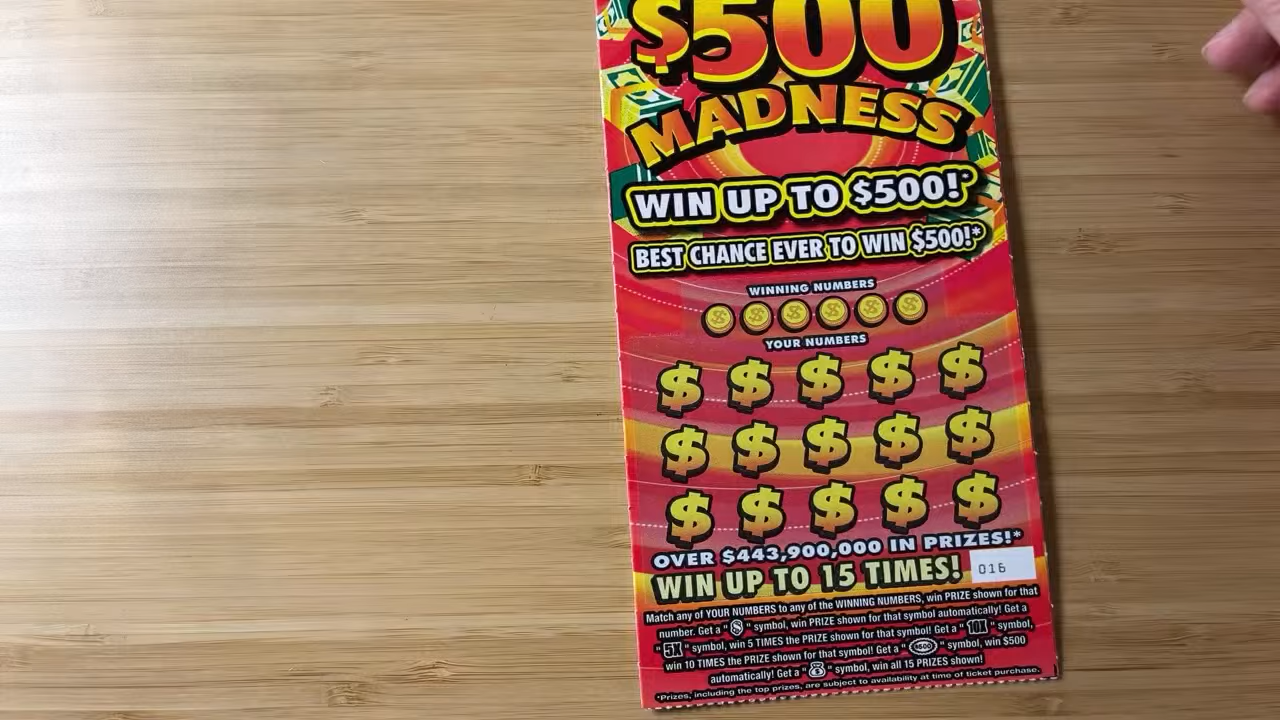 $500
MADNESS
WIN UP TO $500!*
BEST CHANCE EVER TO WIN $500!*
WINNING NUMBERS
$ $ $ $ $ $
YOUR NUMBERS
$ $ $ $ $
$ $ $ $ $
$ $ $ $ $
OVER $443,900,000 IN PRIZES!*
WIN UP TO 15 TIMES! 016
Match any of YOUR NUMBERS to any of the WINNING NUMBERS, win PRIZE shown for that
number. Get a "$" symbol, win PRIZE shown for that symbol automatically! Get a
"5X" symbol, win 5 TIMES the PRIZE shown for that symbol! Get a "10X" symbol,
win 10 TIMES the PRIZE shown for that symbol! Get a "$500" symbol, win $500
automatically! Get a " " symbol, win all 15 PRIZES shown!
*Prizes, including the top prizes, are subject to availability at time of ticket purchase.